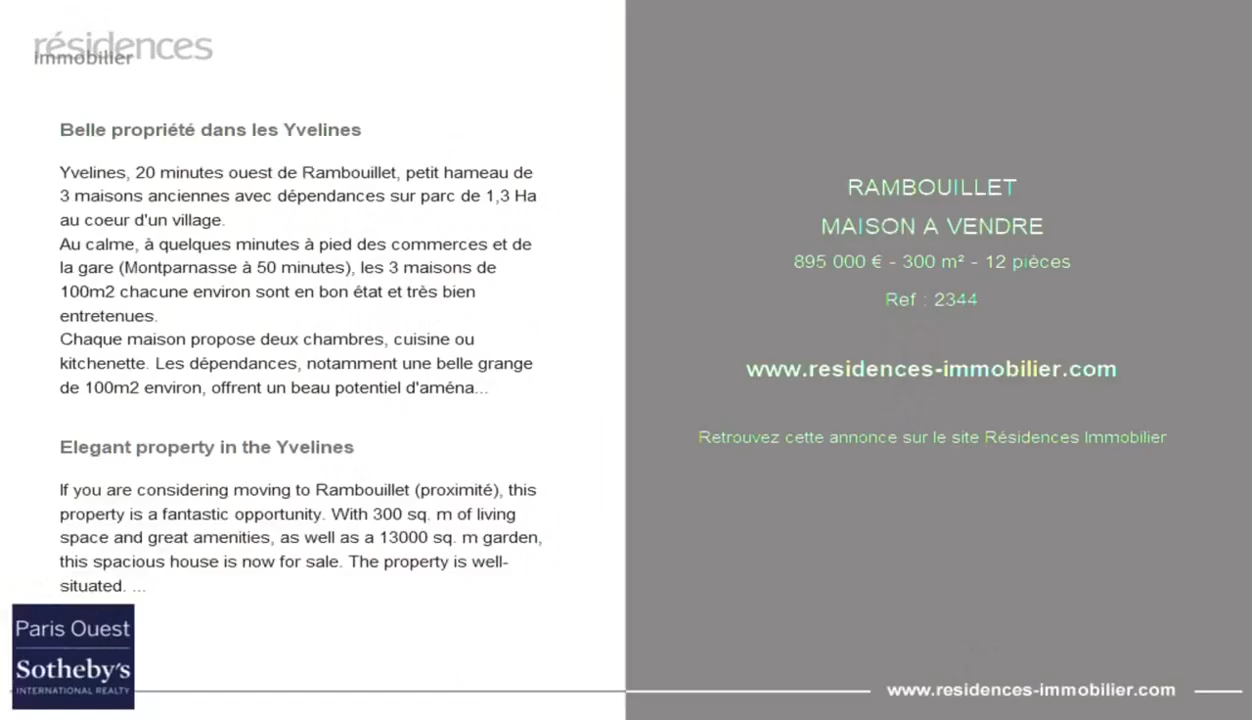 résidences
immobilier
Belle propriété dans les Yvelines
Yvelines, 20 minutes ouest de Rambouillet, petit hameau de
3 maisons anciennes avec dépendances sur parc de 1,3 Ha
au coeur d'un village.
Au calme, à quelques minutes à pied des commerces et de
la gare (Montparnasse à 50 minutes), les 3 maisons de
100m2 chacune environ sont en bon état et très bien
entretenues.
Chaque maison propose deux chambres, cuisine ou
kitchenette. Les dépendances, notamment une belle grange
de 100m2 environ, offrent un beau potentiel d'aména...
Elegant property in the Yvelines
If you are considering moving to Rambouillet (proximité), this
property is a fantastic opportunity. With 300 sq. m of living
space and great amenities, as well as a 13000 sq. m garden,
this spacious house is now for sale. The property is well-
situated. ...
Paris Ouest
Sotheby's
INTERNATIONAL REALTY
RAMBOUILLET
MAISON A VENDRE
895 000 € - 300 m² - 12 pièces
Ref : 2344
www.residences-immobilier.com
Retrouvez cette annonce sur le site Résidences Immobilier
www.residences-immobilier.com